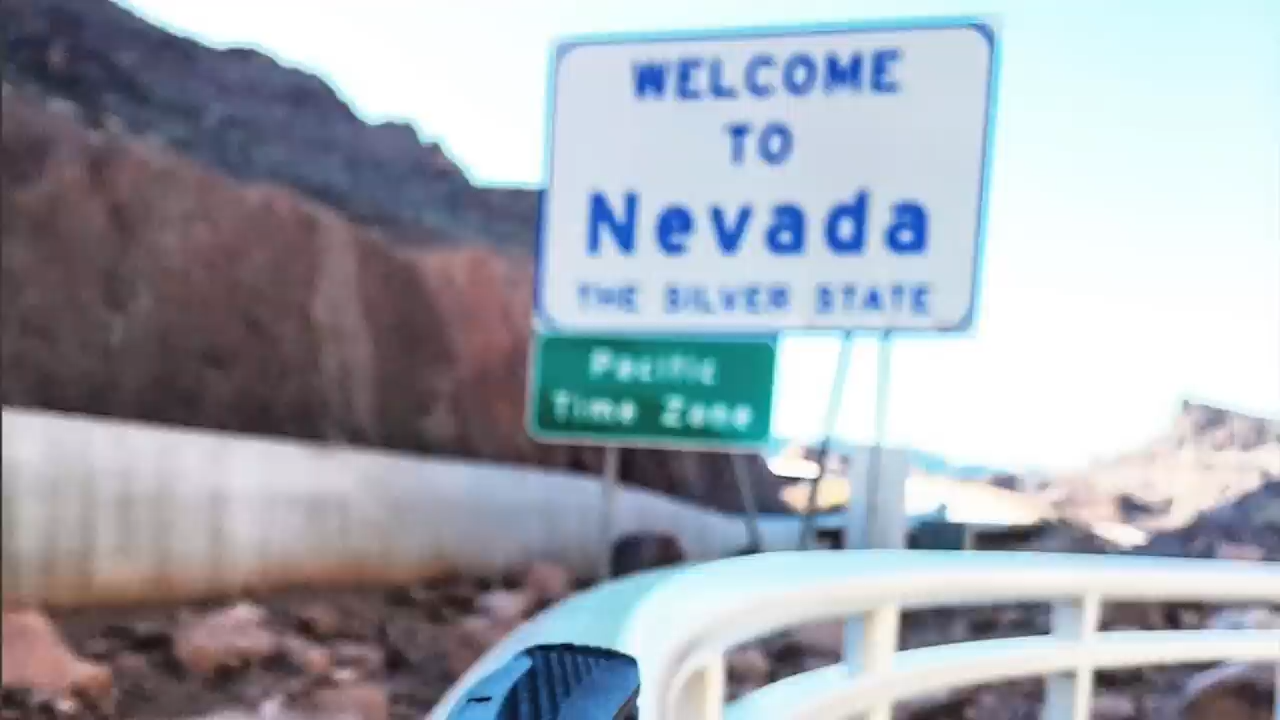 WELCOME
TO
Nevada
THE SILVER STATE
Pacific
Time Zone